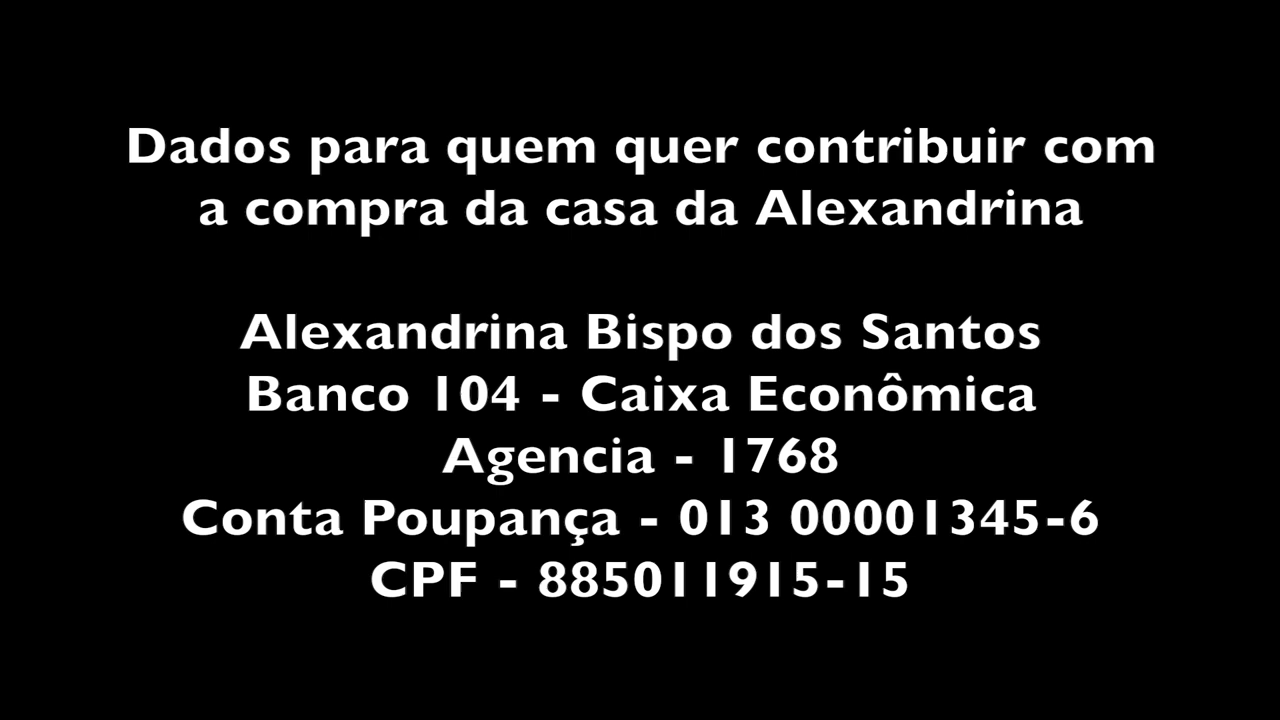 Dados para quem quer contribuir com
a compra da casa da Alexandrina
Alexandrina Bispo dos Santos
Banco 104 - Caixa Econômica
Agencia - 1768
Conta Poupança - 013 00001345-6
CPF - 885011915-15